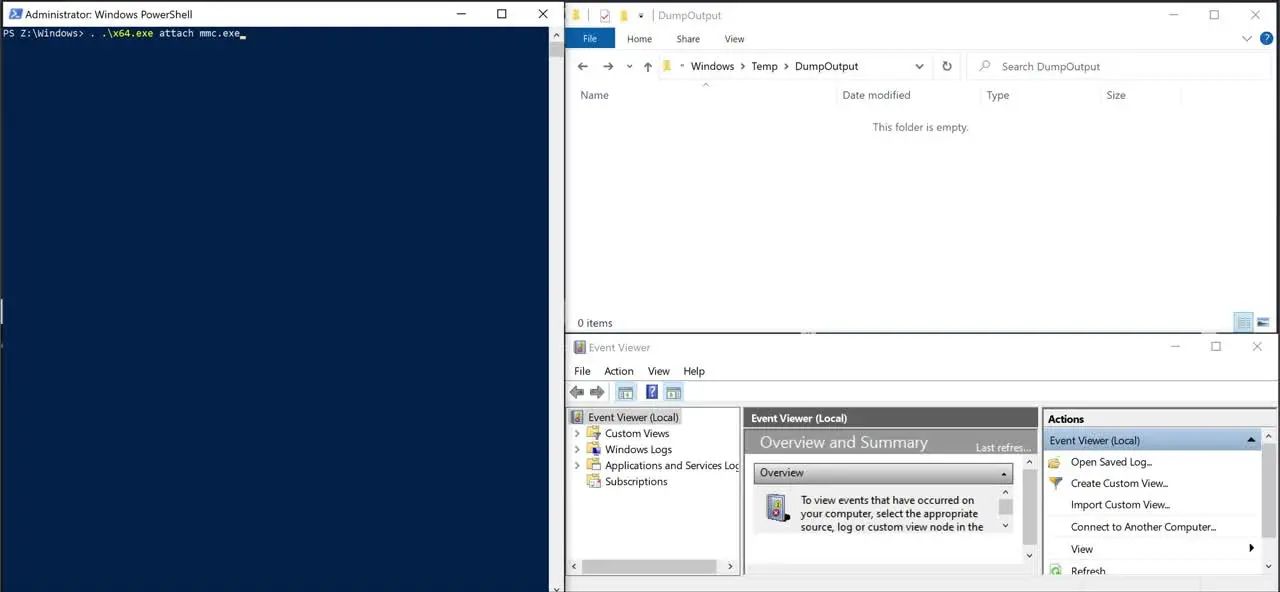 Administrator: Windows PowerShell
PS Z:\Windows> . .\x64.exe attach mmc.exe
DumpOutput
File Home Share View
Windows > Temp > DumpOutput
Search DumpOutput
Name Date modified Type Size
This folder is empty.
0 items
Event Viewer
File Action View Help
Event Viewer (Local)
Custom Views
Windows Logs
Applications and Services Log
Subscriptions
Event Viewer (Local)
Overview and Summary Last refres...
Overview
To view events that have occurred on
your computer, select the appropriate
source, log or custom view node in the
Actions
Event Viewer (Local)
Open Saved Log...
Create Custom View...
Import Custom View...
Connect to Another Computer...
View
Refresh